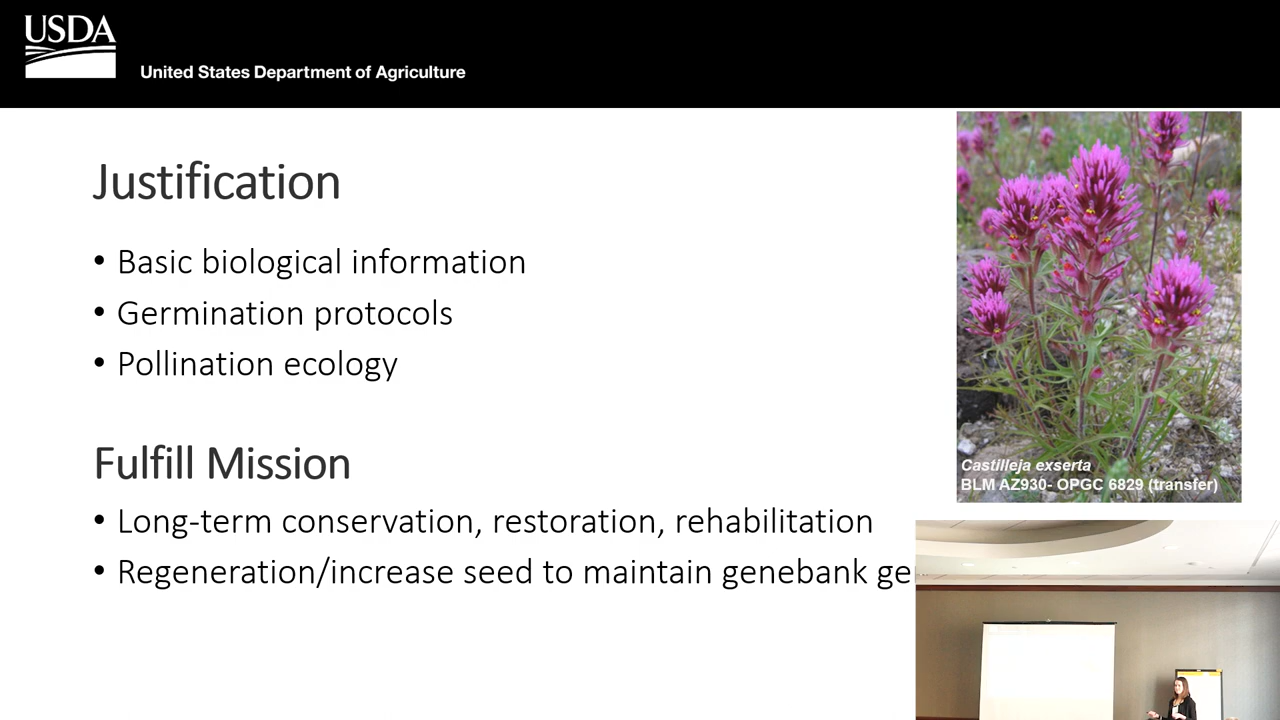 USDA
United States Department of Agriculture
Justification
• Basic biological information
• Germination protocols
• Pollination ecology
Fulfill Mission
• Long-term conservation, restoration, rehabilitation
• Regeneration/increase seed to maintain genebank
Castilleja exserta
BLM AZ930- OPGC 6829 (transfer)